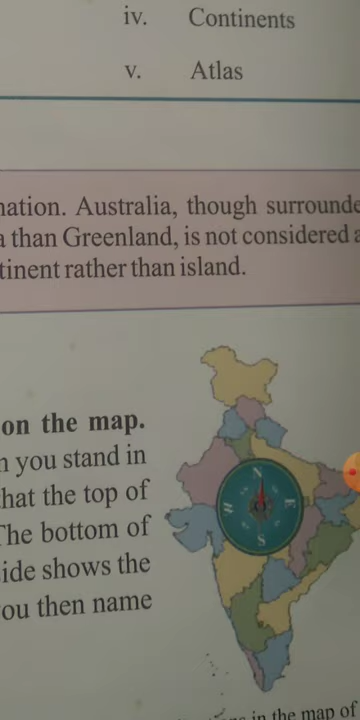 iv. Continents
v. Atlas
nation. Australia, though surrounde
a than Greenland, is not considered a
tinent rather than island.
on the map.
n you stand in
hat the top of
The bottom of
ide shows the
ou then name
N
W E
S
in the map of